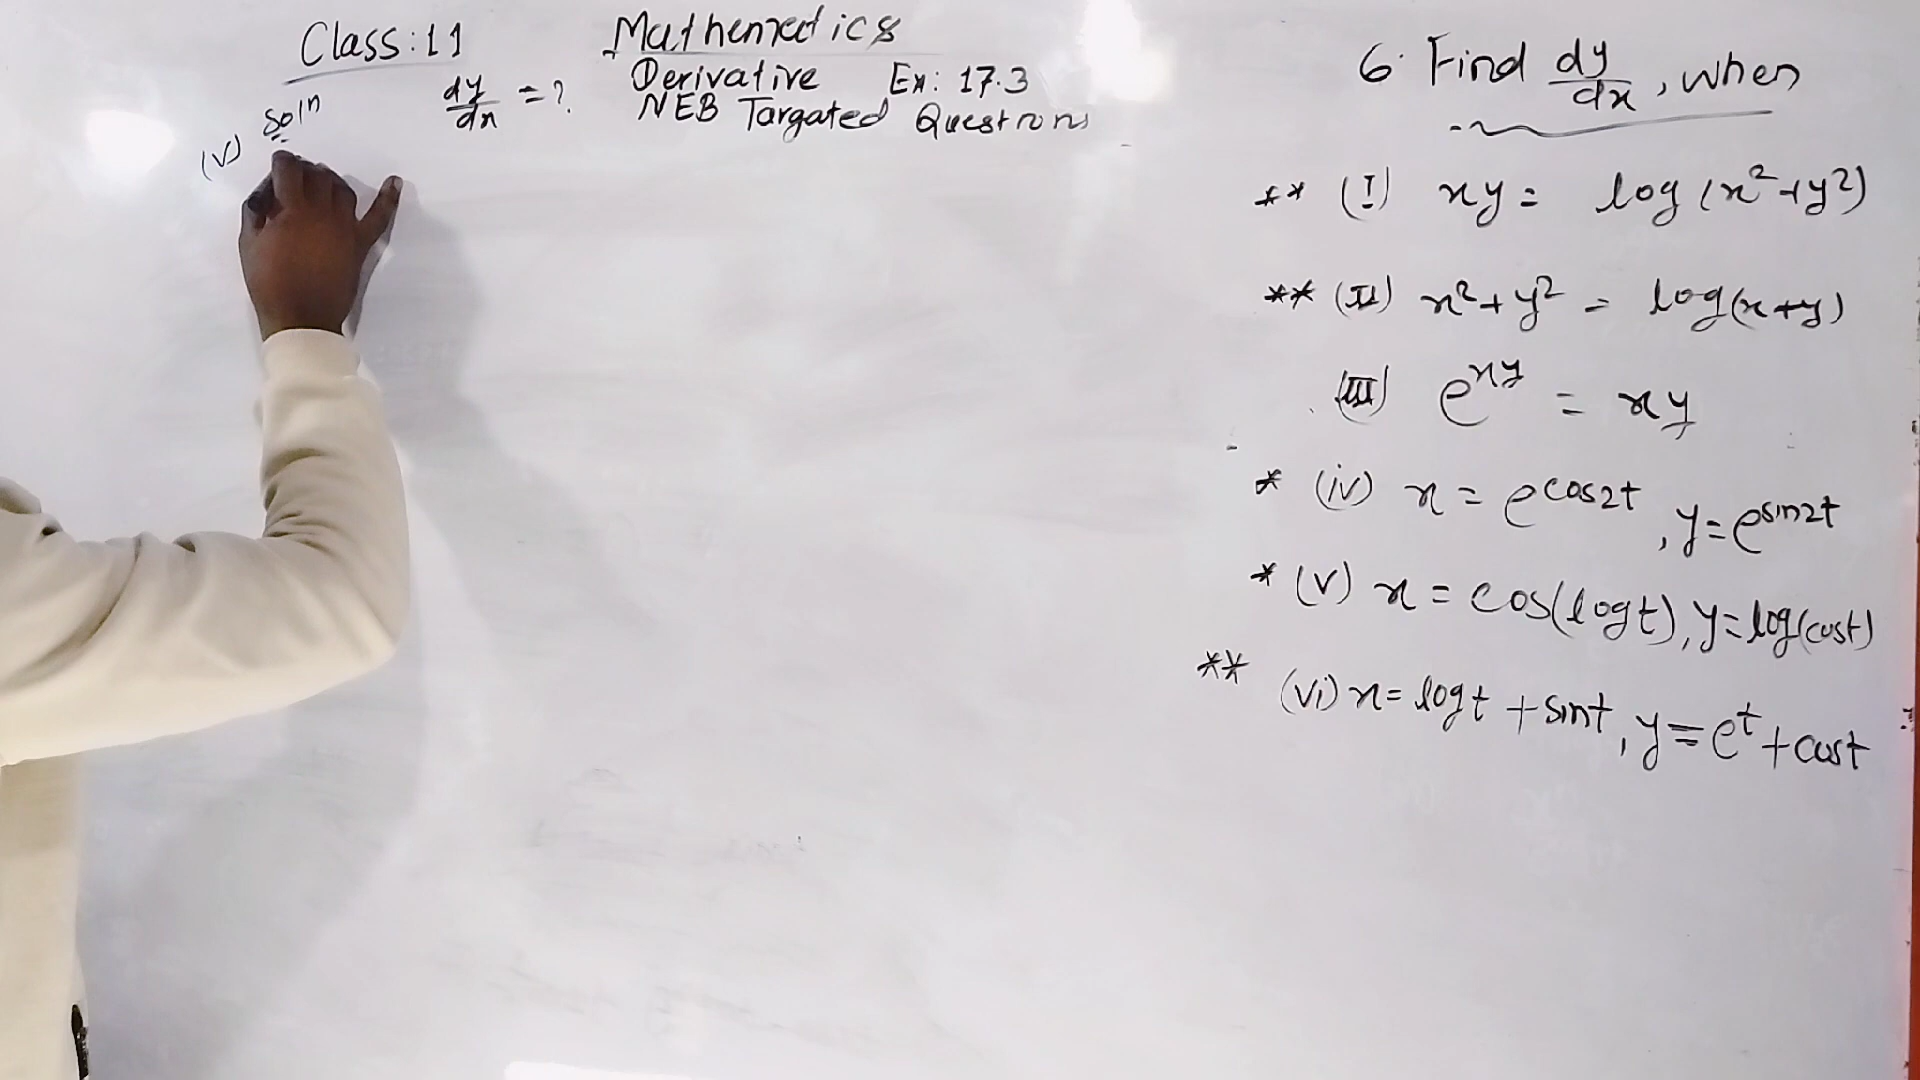 Class: 11
Mathematics
Derivative Ex: 17.3
NEB Targated Questions
dy/dx = ?
(v) Soln
6. Find dy/dx, when
** (I) xy = log(x²+y²)
** (II) x²+y² = log(x+y)
(III) e^xy = xy
* (iv) x = e^cos2t, y = e^sin2t
* (v) x = cos(logt), y = log(cost)
** (vi) x = logt + sint, y = e^t + cost